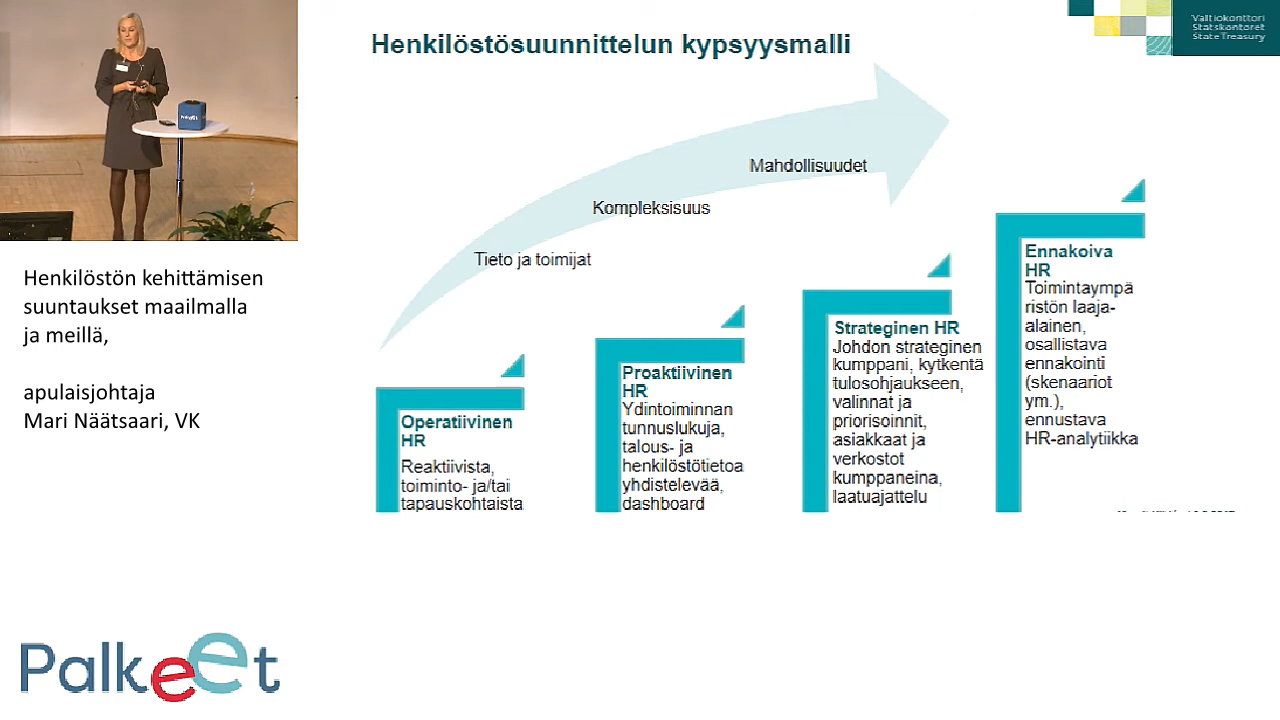 Henkilöstösuunnittelun kypsyysmalli
Valtiokonttori
Statskontoret
State Treasury
Mahdollisuudet
Kompleksisuus
Tieto ja toimijat
Operatiivinen
HR
Reaktiivista,
toiminto- ja/tai
tapauskohtaista
Proaktiivinen
HR
Ydintoiminnan
tunnuslukuja,
talous- ja
henkilöstötietoa
yhdistelevää,
dashboard
Strateginen HR
Johdon strateginen
kumppani, kytkentä
tulosohjaukseen,
valinnat ja
priorisoinnit,
asiakkaat ja
verkostot
kumppaneina,
laatuajattelu
Ennakoiva
HR
Toimintaympä
ristön laaja-
alainen,
osallistava
ennakointi
(skenaariot
ym.),
ennustava
HR-analytiikka
Henkilöstön kehittämisen
suuntaukset maailmalla
ja meillä,
apulaisjohtaja
Mari Näätsaari, VK
Palkeet